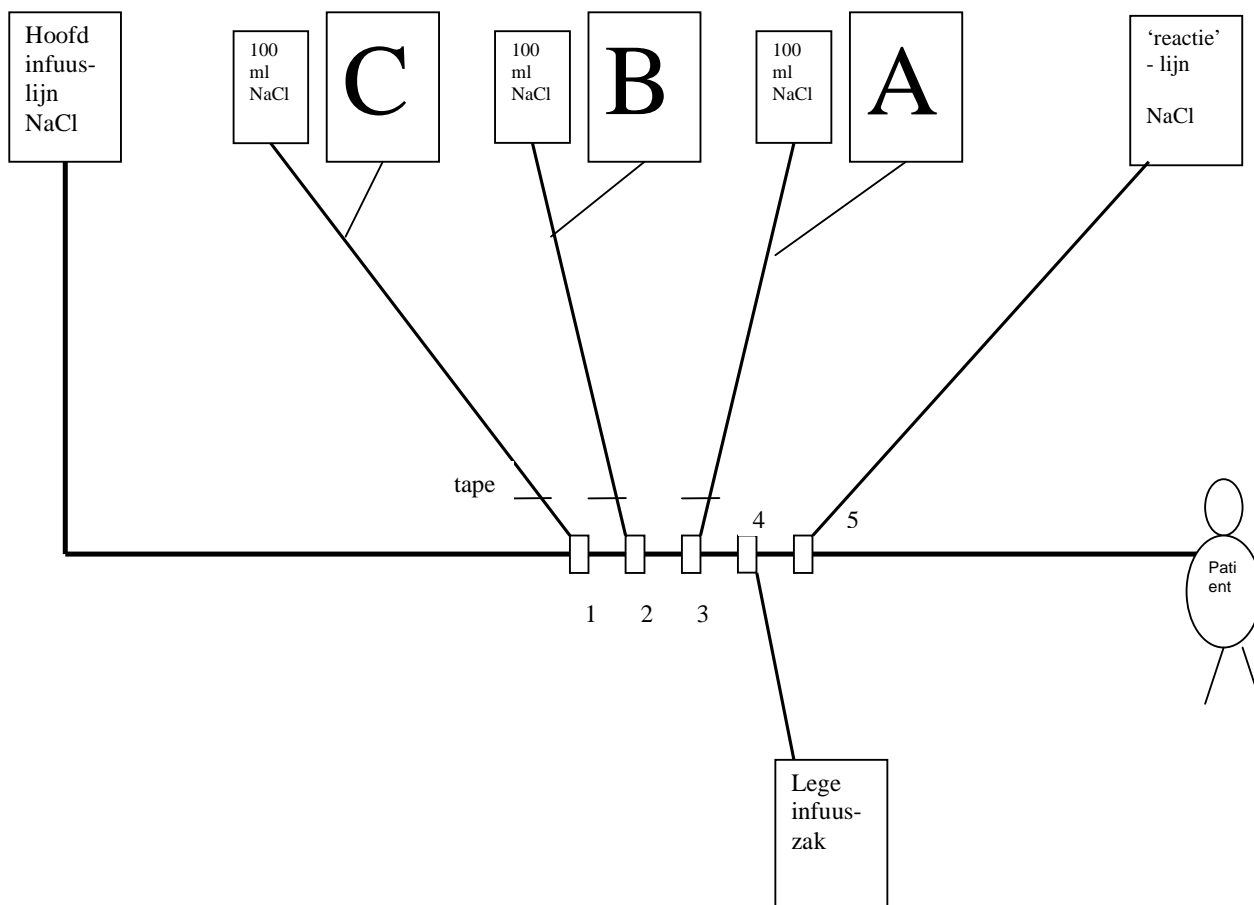 Hoofd
infuus-
lijn
NaCl
100
ml
NaCl
C
100
ml
NaCl
B
100
ml
NaCl
A
‘reactie’
- lijn
NaCl
tape
4
5
1
2
3
Pati
ent
Lege
infuus-
zak